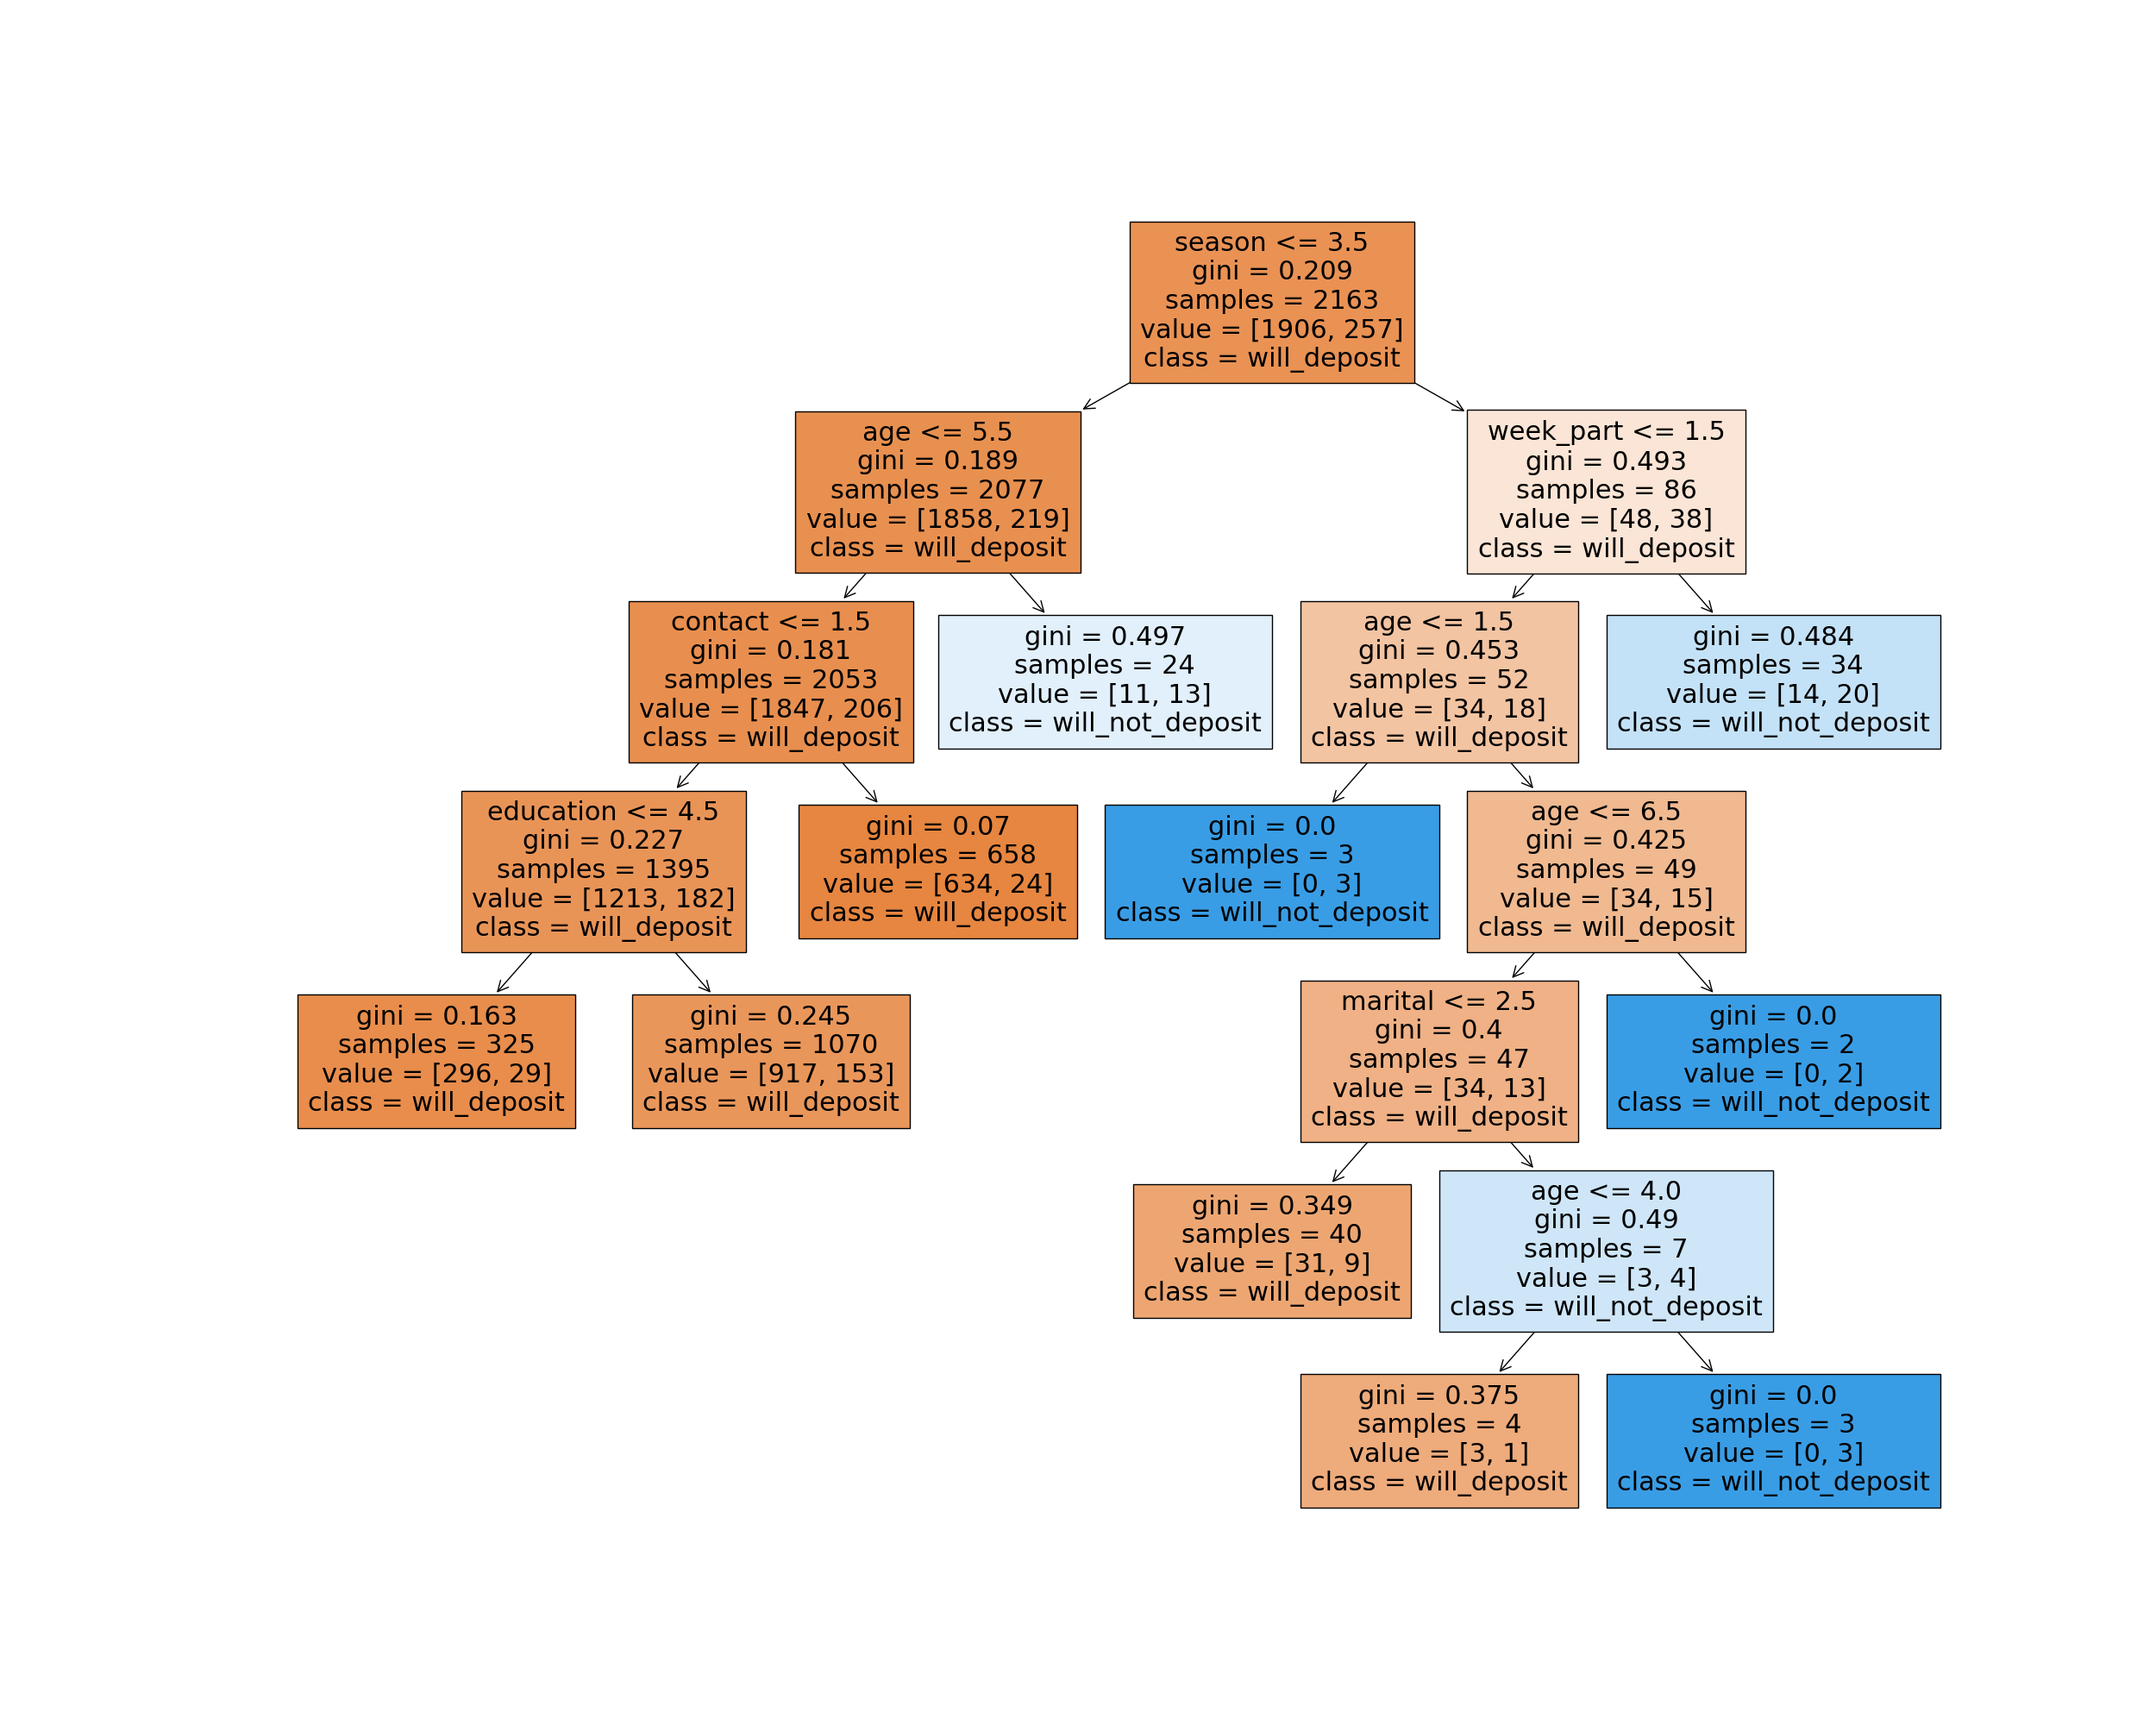 season <= 3.5
gini = 0.209
samples = 2163
value = [1906, 257]
class = will_deposit
age <= 5.5
gini = 0.189
samples = 2077
value = [1858, 219]
class = will_deposit
week_part <= 1.5
gini = 0.493
samples = 86
value = [48, 38]
class = will_deposit
contact <= 1.5
gini = 0.181
samples = 2053
value = [1847, 206]
class = will_deposit
gini = 0.497
samples = 24
value = [11, 13]
class = will_not_deposit
age <= 1.5
gini = 0.453
samples = 52
value = [34, 18]
class = will_deposit
gini = 0.484
samples = 34
value = [14, 20]
class = will_not_deposit
education <= 4.5
gini = 0.227
samples = 1395
value = [1213, 182]
class = will_deposit
gini = 0.07
samples = 658
value = [634, 24]
class = will_deposit
gini = 0.0
samples = 3
value = [0, 3]
class = will_not_deposit
age <= 6.5
gini = 0.425
samples = 49
value = [34, 15]
class = will_deposit
gini = 0.163
samples = 325
value = [296, 29]
class = will_deposit
gini = 0.245
samples = 1070
value = [917, 153]
class = will_deposit
marital <= 2.5
gini = 0.4
samples = 47
value = [34, 13]
class = will_deposit
gini = 0.0
samples = 2
value = [0, 2]
class = will_not_deposit
gini = 0.349
samples = 40
value = [31, 9]
class = will_deposit
age <= 4.0
gini = 0.49
samples = 7
value = [3, 4]
class = will_not_deposit
gini = 0.375
samples = 4
value = [3, 1]
class = will_deposit
gini = 0.0
samples = 3
value = [0, 3]
class = will_not_deposit